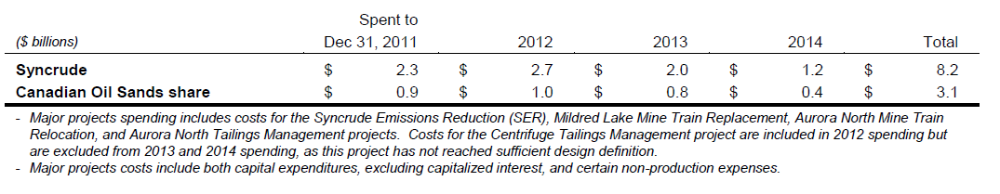 Spent to
($ billions) Dec 31, 2011 2012 2013 2014 Total
Syncrude $ 2.3 $ 2.7 $ 2.0 $ 1.2 $ 8.2
Canadian Oil Sands share $ 0.9 $ 1.0 $ 0.8 $ 0.4 $ 3.1
- Major projects spending includes costs for the Syncrude Emissions Reduction (SER), Mildred Lake Mine Train Replacement, Aurora North Mine Train
Relocation, and Aurora North Tailings Management projects. Costs for the Centrifuge Tailings Management project are included in 2012 spending but
are excluded from 2013 and 2014 spending, as this project has not reached sufficient design definition.
- Major projects costs include both capital expenditures, excluding capitalized interest, and certain non-production expenses.